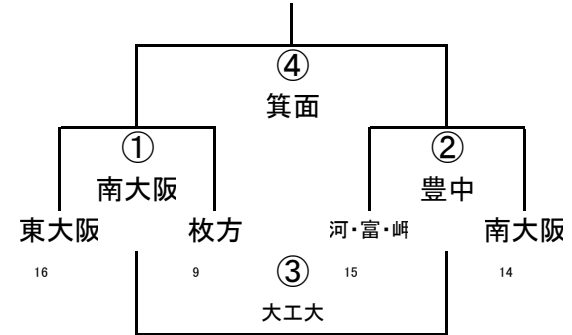 ④
箕面
① ②
南大阪 豊中
東大阪 枚方 河・富・岬 南大阪
16 9 ③ 15 14
大工大